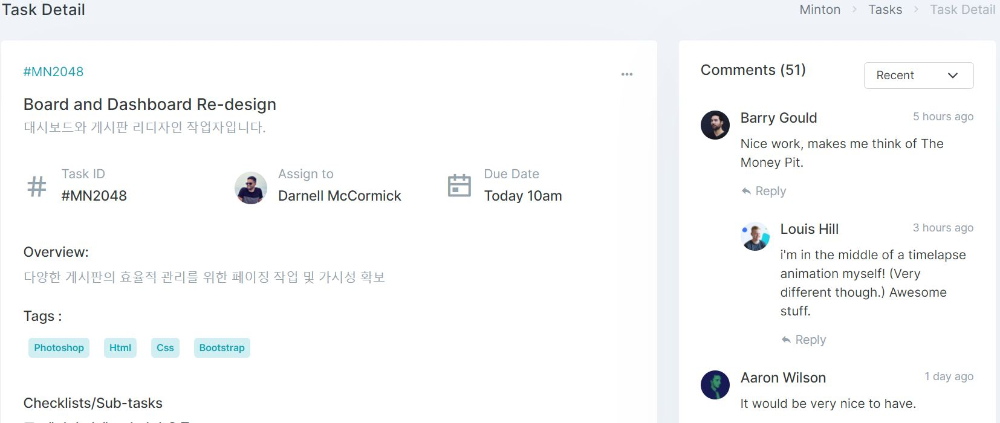 Task Detail
Minton > Tasks > Task Detail
#MN2048
Board and Dashboard Re-design
대시보드와 게시판 리디자인 작업자입니다.
Task ID
#MN2048
Assign to
Darnell McCormick
Due Date
Today 10am
Overview:
다양한 게시판의 효율적 관리를 위한 페이징 작업 및 가시성 확보
Tags :
Photoshop Html Css Bootstrap
Checklists/Sub-tasks
Comments (51)
Recent
Barry Gould 5 hours ago
Nice work, makes me think of The
Money Pit.
Reply
Louis Hill 3 hours ago
i'm in the middle of a timelapse
animation myself! (Very
different though.) Awesome
stuff.
Reply
Aaron Wilson 1 day ago
It would be very nice to have.